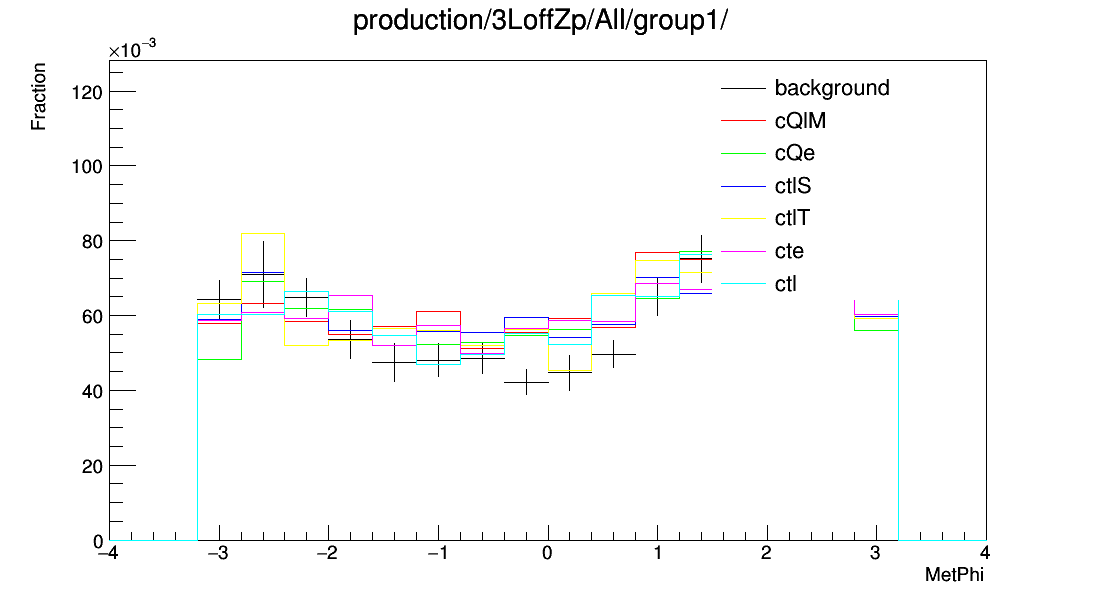 production/3LoffZp/All/group1/
×10⁻³
Fraction
120
100
80
60
40
20
0
background
cQlM
cQe
ctlS
ctlT
cte
ctl
−4 −3 −2 −1 0 1 2 3 4
MetPhi